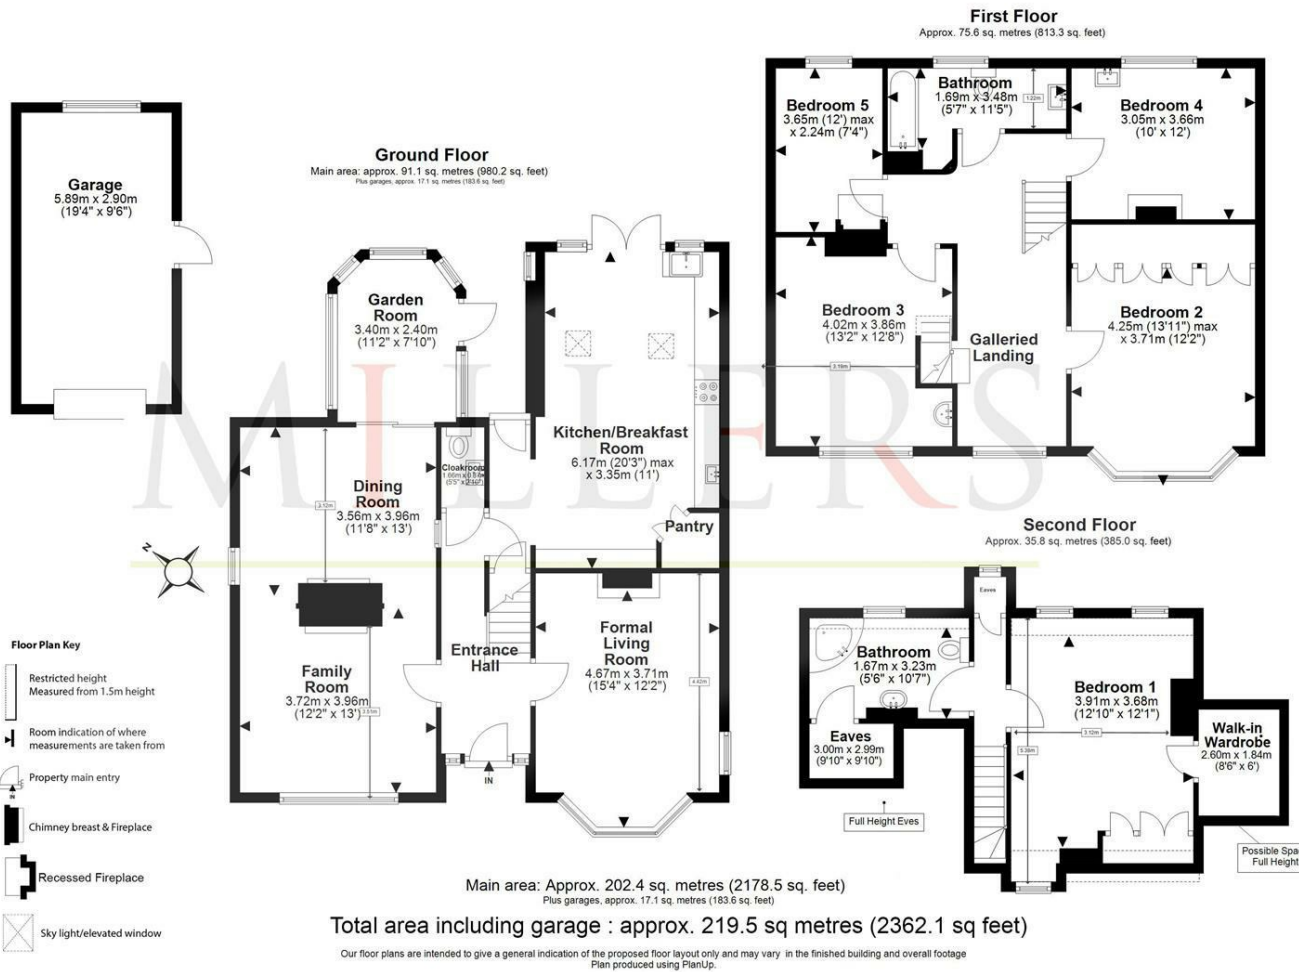 First Floor
Approx. 75.6 sq. metres (813.3 sq. feet)
Ground Floor
Main area: approx. 91.1 sq. metres (980.2 sq. feet)
Plus garages, approx. 17.1 sq. metres (183.6 sq. feet)
Garage
5.89m x 2.90m
(19'4" x 9'6")
Garden
Room
3.40m x 2.40m
(11'2" x 7'10")
Kitchen/Breakfast
Room
6.17m (20'3") max
x 3.35m (11')
Cloakroom
Dining
Room
3.56m x 3.96m
(11'8" x 13')
3.12m
Pantry
Family
Room
3.72m x 3.96m
(12'2" x 13')
Entrance
Hall
IN
Formal
Living
Room
4.67m x 3.71m
(15'4" x 12'2")
4.62m
Bedroom 5
3.65m (12') max
x 2.24m (7'4")
Bathroom
1.69m x 3.48m
(5'7" x 11'5")
1.22m
Bedroom 4
3.05m x 3.66m
(10' x 12')
Bedroom 3
4.02m x 3.86m
(13'2" x 12'8")
Galleried
Landing
Bedroom 2
4.25m (13'11") max
x 3.71m (12'2")
MILLERS
Second Floor
Approx. 35.8 sq. metres (385.0 sq. feet)
Eaves
Bathroom
1.67m x 3.23m
(5'6" x 10'7")
Bedroom 1
3.91m x 3.68m
(12'10" x 12'1")
Eaves
3.00m x 2.99m
(9'10" x 9'10")
Walk-in
Wardrobe
2.60m x 1.84m
(8'6" x 6')
Full Height Eves
Possible Spa
Full Height
N
Floor Plan Key
Restricted height
Measured from 1.5m height
Room indication of where
measurements are taken from
Property main entry
IN
Chimney breast & Fireplace
Recessed Fireplace
Sky light/elevated window
Main area: Approx. 202.4 sq. metres (2178.5 sq. feet)
Plus garages, approx. 17.1 sq. metres (183.6 sq. feet)
Total area including garage : approx. 219.5 sq metres (2362.1 sq feet)
Our floor plans are intended to give a general indication of the proposed floor layout only and may vary in the finished building and overall footage
Plan produced using PlanUp.